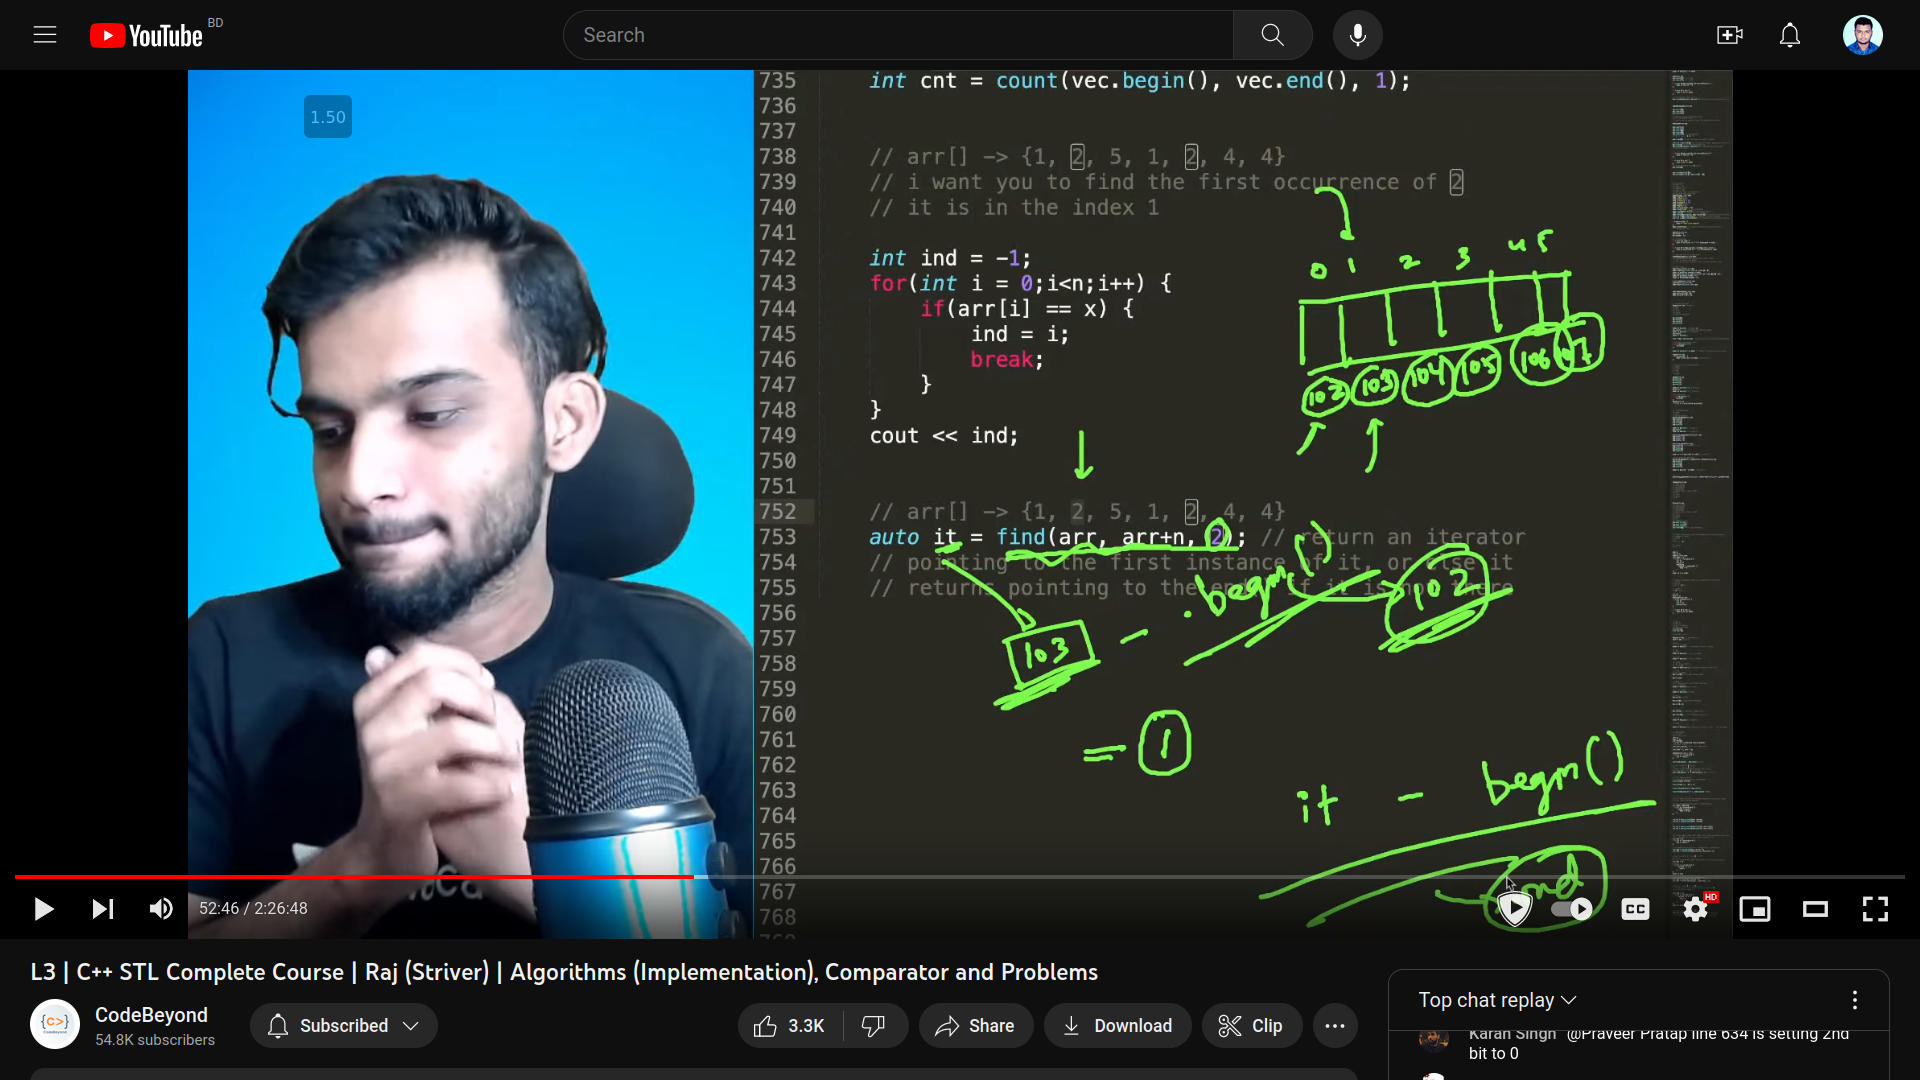 YouTube BD
Search
1.50
735 int cnt = count(vec.begin(), vec.end(), 1);
736
737
738 // arr[] -> {1, 2, 5, 1, 2, 4, 4}
739 // i want you to find the first occurrence of 2
740 // it is in the index 1
741
742 int ind = -1;
743 for(int i = 0;i<n;i++) {
744 if(arr[i] == x) {
745 ind = i;
746 break;
747 }
748 }
749 cout << ind;
750
751
752 // arr[] -> {1, 2, 5, 1, 2, 4, 4}
753 auto it = find(arr, arr+n, 2); // return an iterator
754 // pointing to the first instance of it, or else it
755 // returns pointing to the end() if it is not there
756
757
758
759
760
761
762
763
764
765
766
767
768
0 1 2 3 4 5
102 103 104 105 106 107
103 - .begin() 102
= 1
it - begin()
end
52:46 / 2:26:48
CC
HD
L3 | C++ STL Complete Course | Raj (Striver) | Algorithms (Implementation), Comparator and Problems
CodeBeyond
54.8K subscribers
Subscribed
3.3K
Share
Download
Clip
Top chat replay
Karan Singh @Praveer Pratap line 634 is setting 2nd
bit to 0